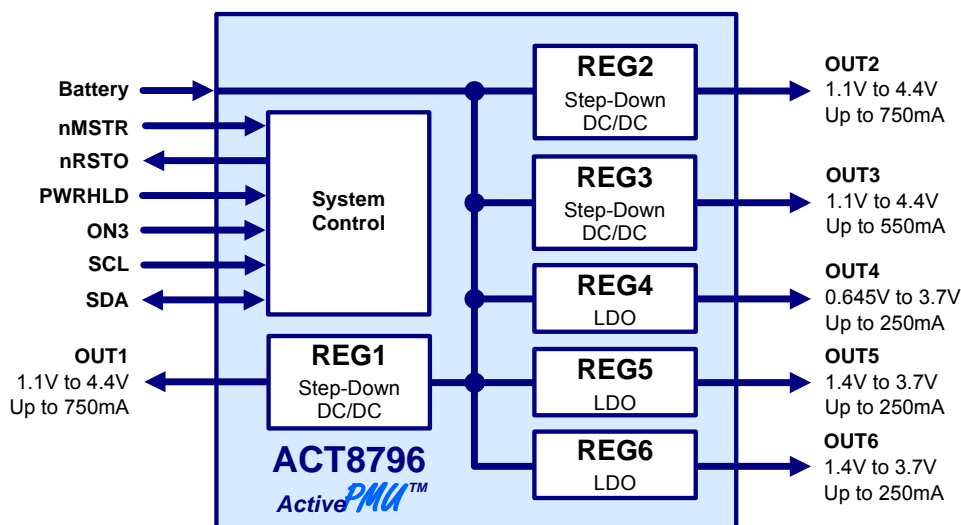 Battery
nMSTR
nRSTO
PWRHLD
ON3
SCL
SDA
OUT1
1.1V to 4.4V
Up to 750mA
System
Control
REG1
Step-Down
DC/DC
ACT8796
ActivePMU™
REG2
Step-Down
DC/DC
REG3
Step-Down
DC/DC
REG4
LDO
REG5
LDO
REG6
LDO
OUT2
1.1V to 4.4V
Up to 750mA
OUT3
1.1V to 4.4V
Up to 550mA
OUT4
0.645V to 3.7V
Up to 250mA
OUT5
1.4V to 3.7V
Up to 250mA
OUT6
1.4V to 3.7V
Up to 250mA